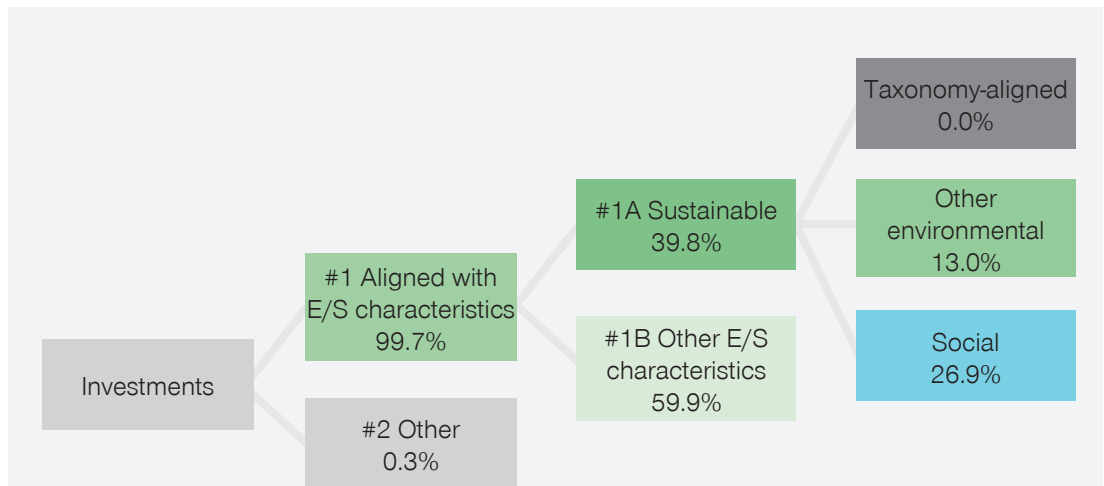 Investments
#1 Aligned with
E/S characteristics
99.7%
#2 Other
0.3%
#1A Sustainable
39.8%
#1B Other E/S
characteristics
59.9%
Taxonomy-aligned
0.0%
Other
environmental
13.0%
Social
26.9%